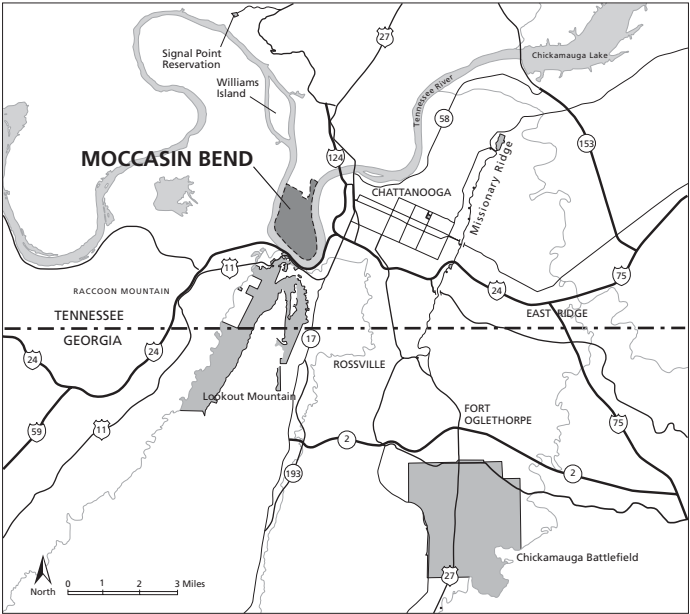 27
Signal Point
Reservation
Chickamauga Lake
Williams
Island
Tennessee River
58
153
MOCCASIN BEND
124
CHATTANOOGA
Missionary Ridge
11
75
24
RACCOON MOUNTAIN
TENNESSEE
EAST RIDGE
GEORGIA
17
24
24
ROSSVILLE
Lookout Mountain
FORT
OGLETHORPE
75
59
11
2
2
193
Chickamauga Battlefield
27
North
0 1 2 3 Miles